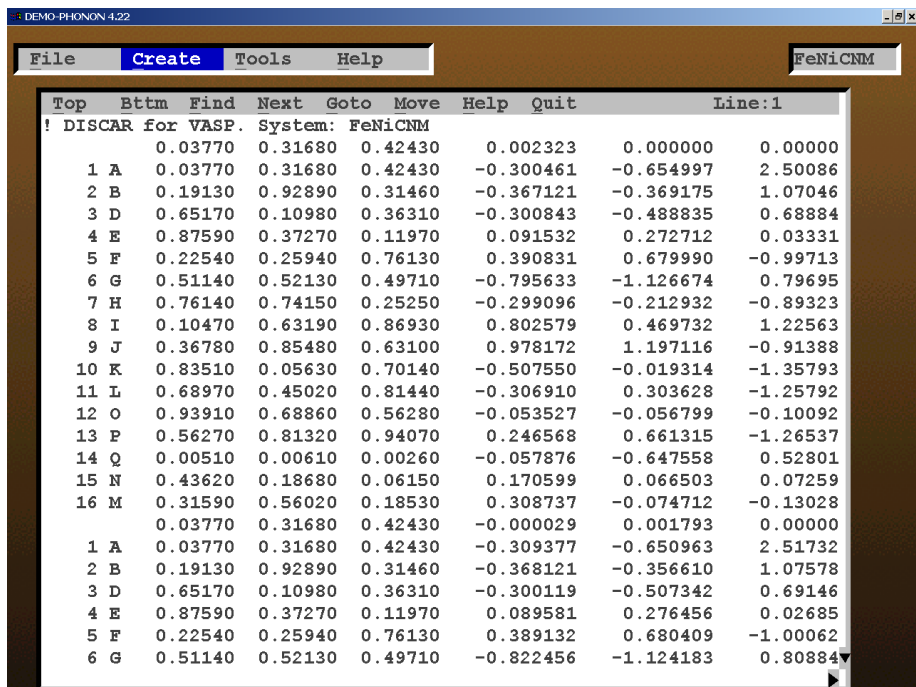 DEMO-PHONON 4.22
File Create Tools Help FeNiCNM
Top Bttm Find Next Goto Move Help Quit Line:1
! DISCAR for VASP. System: FeNiCNM
0.03770 0.31680 0.42430 0.002323 0.000000 0.00000
1 A 0.03770 0.31680 0.42430 -0.300461 -0.654997 2.50086
2 B 0.19130 0.92890 0.31460 -0.367121 -0.369175 1.07046
3 D 0.65170 0.10980 0.36310 -0.300843 -0.488835 0.68884
4 E 0.87590 0.37270 0.11970 0.091532 0.272712 0.03331
5 F 0.22540 0.25940 0.76130 0.390831 0.679990 -0.99713
6 G 0.51140 0.52130 0.49710 -0.795633 -1.126674 0.79695
7 H 0.76140 0.74150 0.25250 -0.299096 -0.212932 -0.89323
8 I 0.10470 0.63190 0.86930 0.802579 0.469732 1.22563
9 J 0.36780 0.85480 0.63100 0.978172 1.197116 -0.91388
10 K 0.83510 0.05630 0.70140 -0.507550 -0.019314 -1.35793
11 L 0.68970 0.45020 0.81440 -0.306910 0.303628 -1.25792
12 O 0.93910 0.68860 0.56280 -0.053527 -0.056799 -0.10092
13 P 0.56270 0.81320 0.94070 0.246568 0.661315 -1.26537
14 Q 0.00510 0.00610 0.00260 -0.057876 -0.647558 0.52801
15 N 0.43620 0.18680 0.06150 0.170599 0.066503 0.07259
16 M 0.31590 0.56020 0.18530 0.308737 -0.074712 -0.13028
0.03770 0.31680 0.42430 -0.000029 0.001793 0.00000
1 A 0.03770 0.31680 0.42430 -0.309377 -0.650963 2.51732
2 B 0.19130 0.92890 0.31460 -0.368121 -0.356610 1.07578
3 D 0.65170 0.10980 0.36310 -0.300119 -0.507342 0.69146
4 E 0.87590 0.37270 0.11970 0.089581 0.276456 0.02685
5 F 0.22540 0.25940 0.76130 0.389132 0.680409 -1.00062
6 G 0.51140 0.52130 0.49710 -0.822456 -1.124183 0.80884